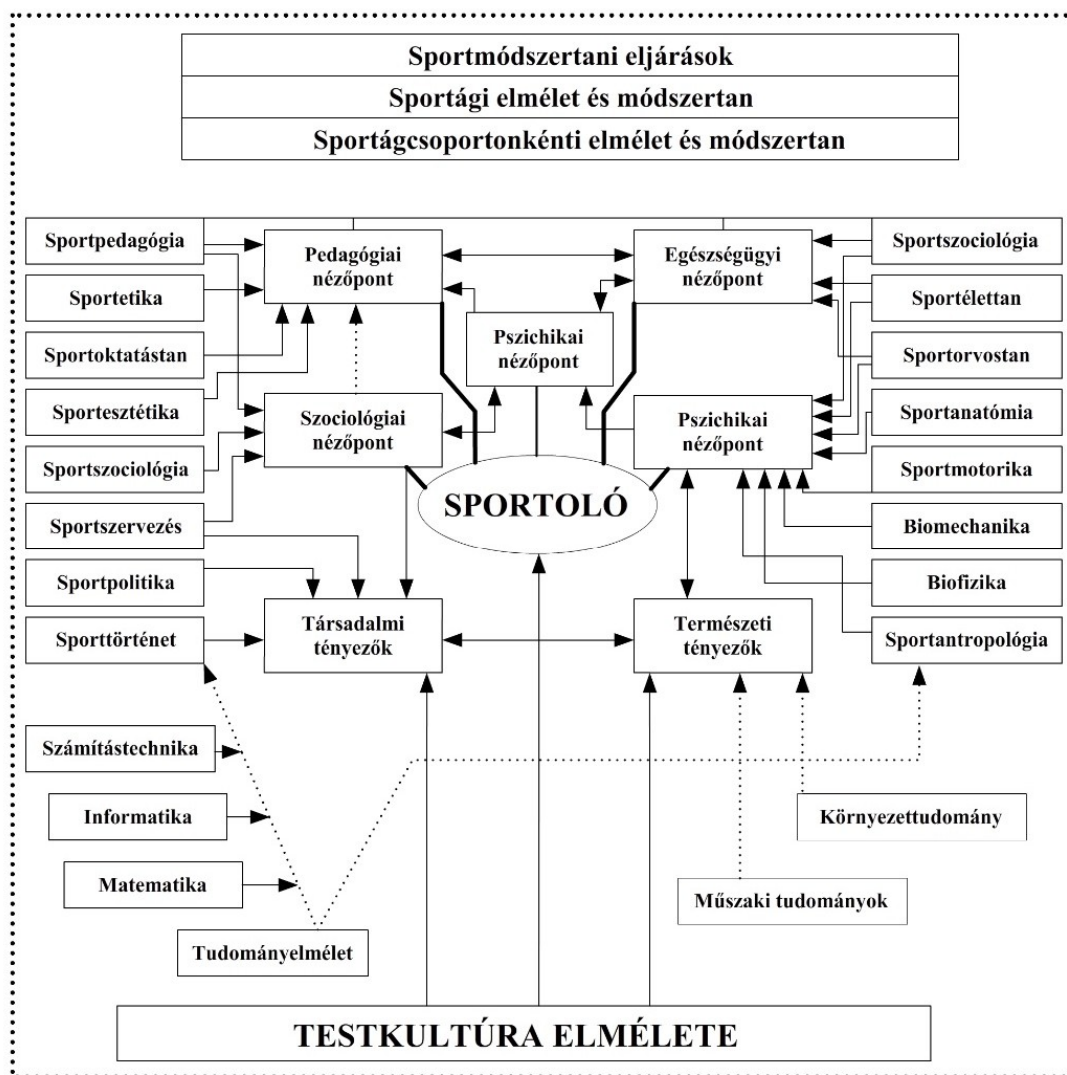 Sportmódszertani eljárások
Sportági elmélet és módszertan
Sportágcsoportonkénti elmélet és módszertan
Sportpedagógia
Sportetika
Sportoktatástan
Sportesztétika
Sportszociológia
Sportszervezés
Sportpolitika
Sporttörténet
Pedagógiai
nézőpont
Egészségügyi
nézőpont
Pszichikai
nézőpont
Szociológiai
nézőpont
Pszichikai
nézőpont
SPORTOLÓ
Társadalmi
tényezők
Természeti
tényezők
Sportszociológia
Sportélettan
Sportorvostan
Sportanatómia
Sportmotorika
Biomechanika
Biofizika
Sportantropológia
Számítástechnika
Informatika
Matematika
Tudományelmélet
Környezettudomány
Műszaki tudományok
TESTKULTÚRA ELMÉLETE